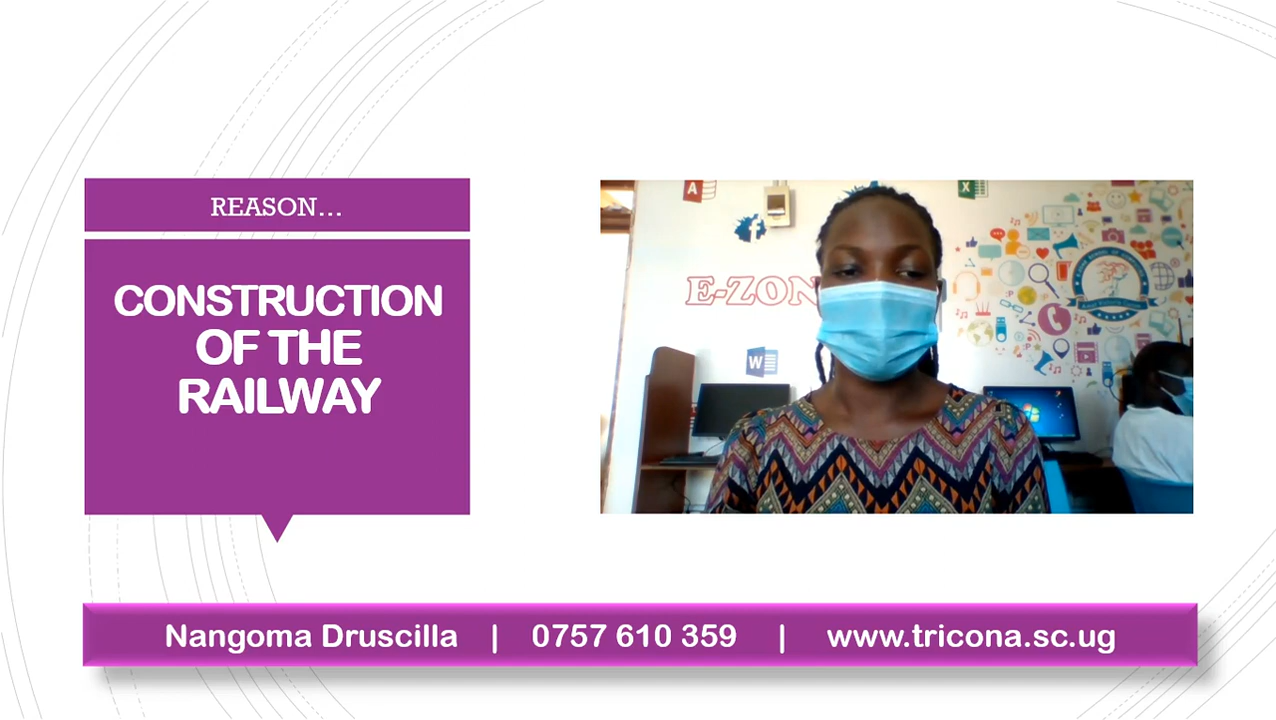 REASON...
CONSTRUCTION
OF THE
RAILWAY
A
X
f
E-ZON
W
Nangoma Druscilla | 0757 610 359 | www.tricona.sc.ug